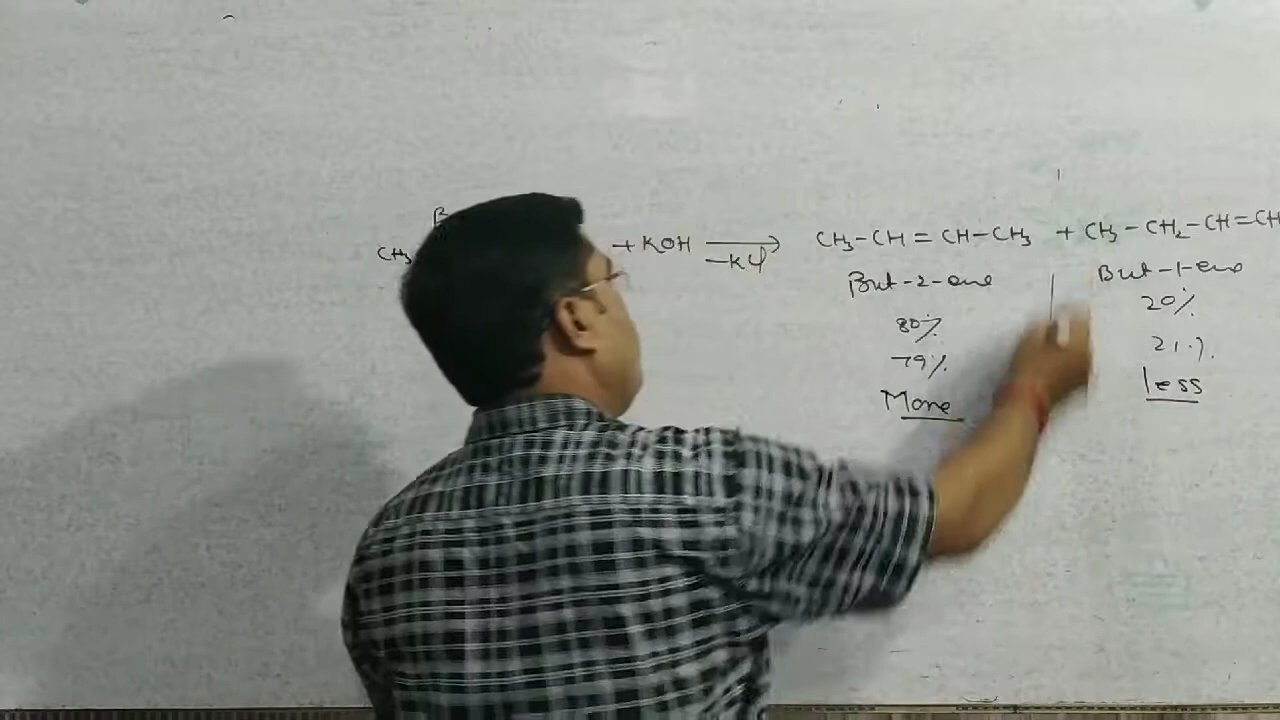 B
CH₃ + KOH ⟶ CH₃-CH=CH-CH₃ + CH₃-CH₂-CH=CH
But-2-ene But-1-ene
80% 20%
79% 21%
More less